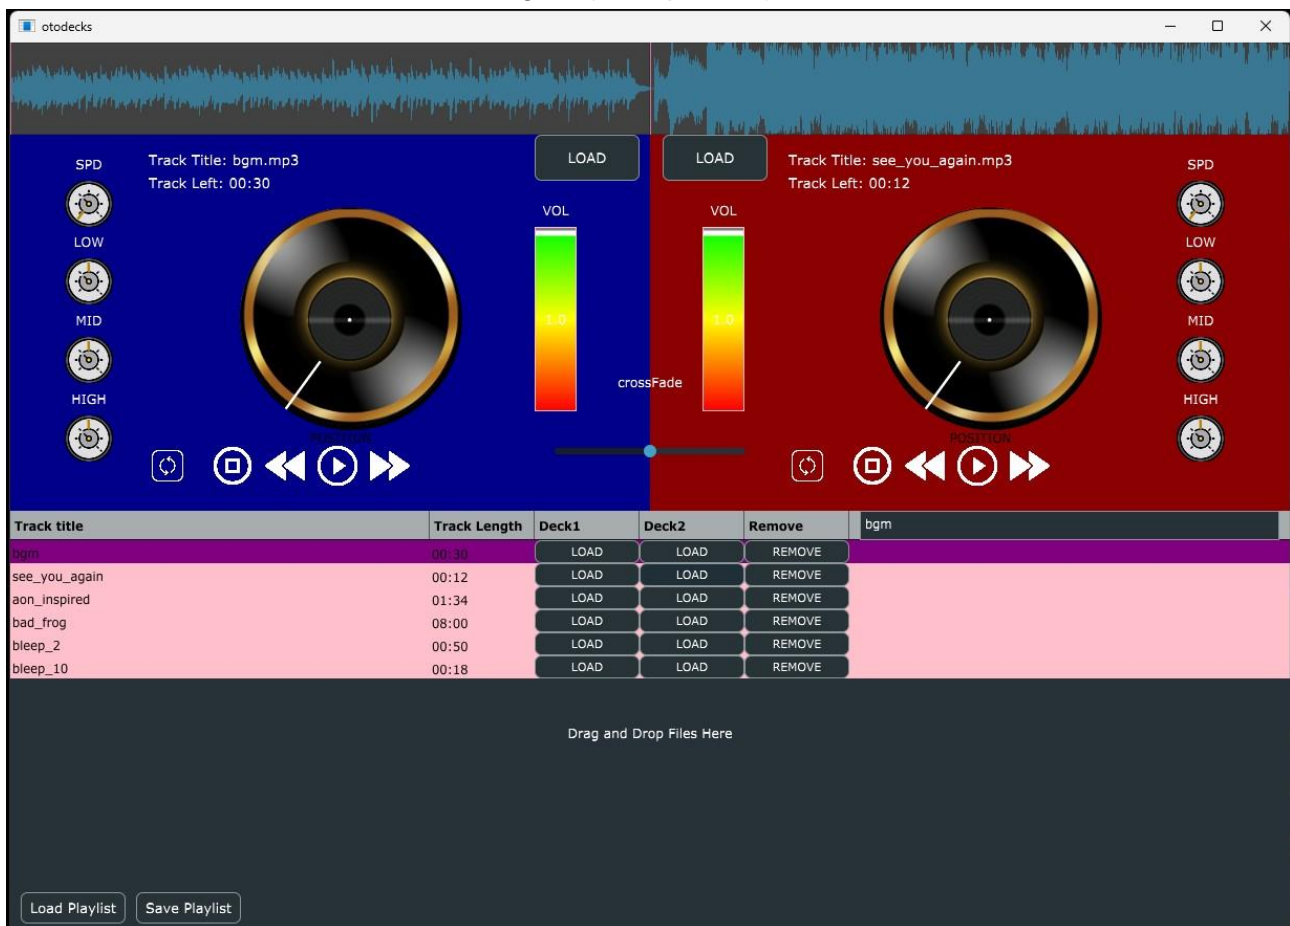 otodecks
SPD
Track Title: bgm.mp3
Track Left: 00:30
LOAD
VOL
LOW
MID
HIGH
1.0
POSITION
crossFade
LOAD
Track Title: see_you_again.mp3
Track Left: 00:12
SPD
VOL
LOW
MID
HIGH
1.0
POSITION
Track title Track Length Deck1 Deck2 Remove bgm
bgm 00:30 LOAD LOAD REMOVE
see_you_again 00:12 LOAD LOAD REMOVE
aon_inspired 01:34 LOAD LOAD REMOVE
bad_frog 08:00 LOAD LOAD REMOVE
bleep_2 00:50 LOAD LOAD REMOVE
bleep_10 00:18 LOAD LOAD REMOVE
Drag and Drop Files Here
Load Playlist Save Playlist